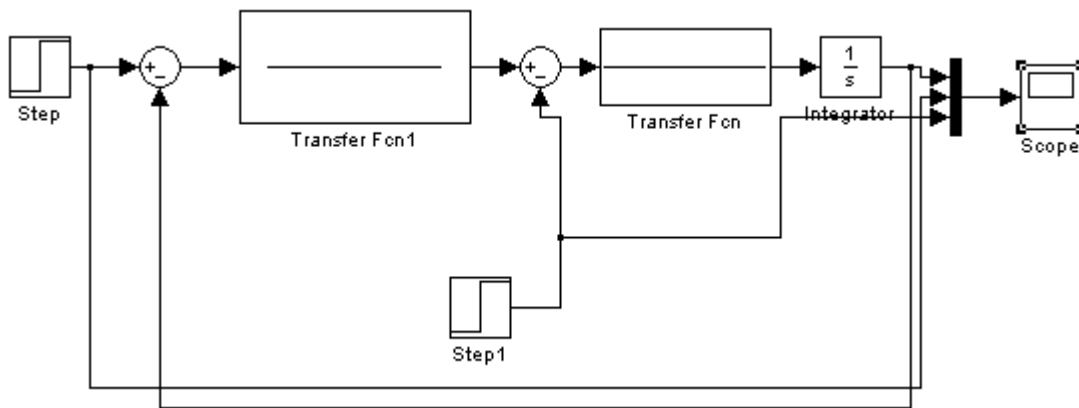 +
-
+
-
1
s
Step
Transfer Fcn1
Transfer Fcn
Integrator
Scope
Step1